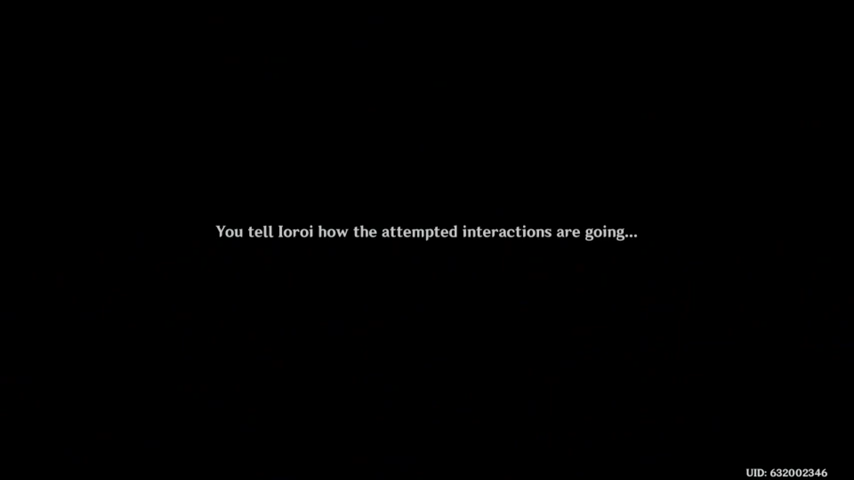 You tell Ioroi how the attempted interactions are going...
UID: 632002346